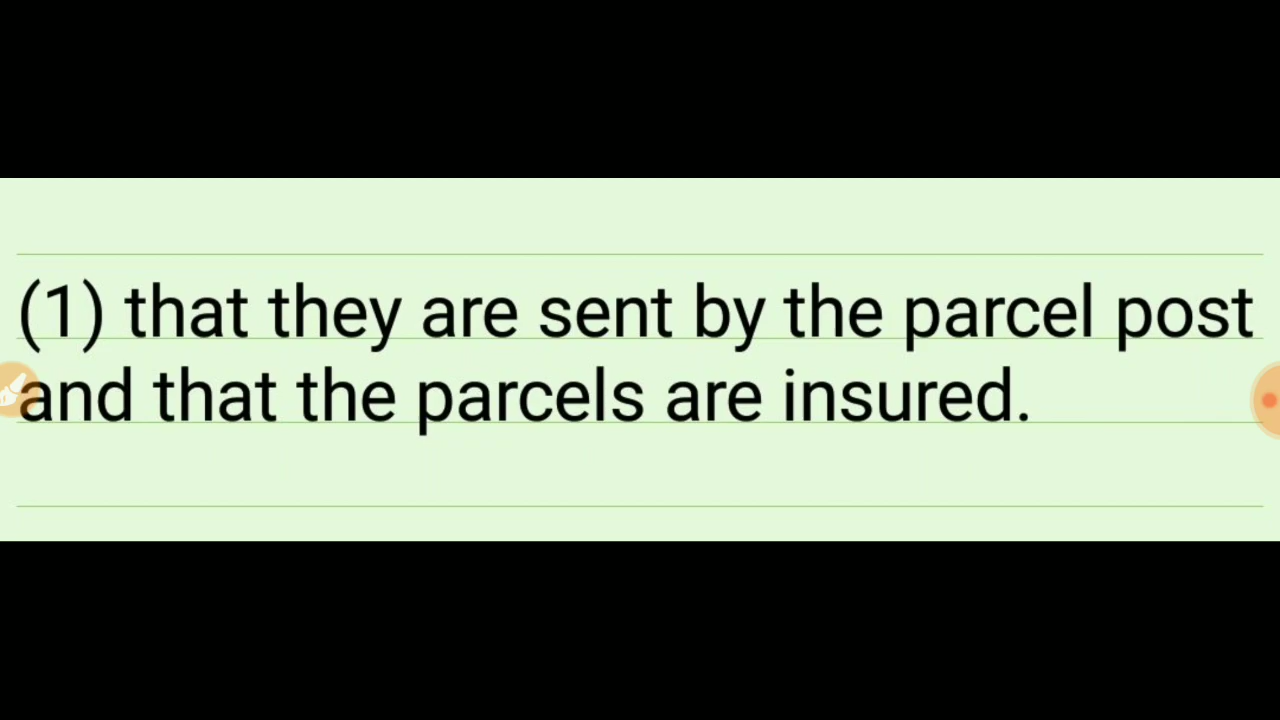 (1) that they are sent by the parcel post
and that the parcels are insured.